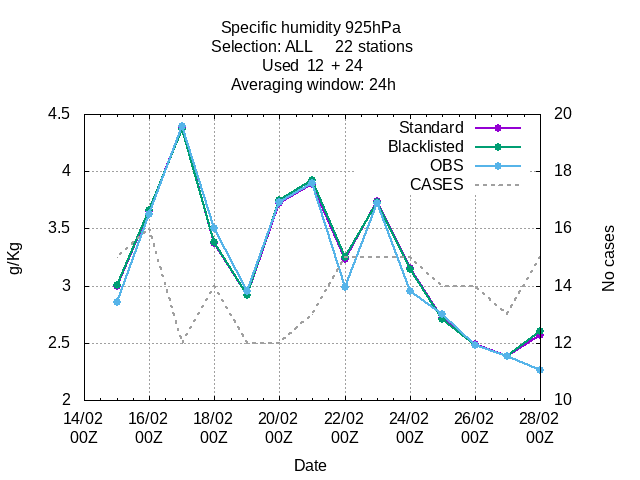 Specific humidity 925hPa
Selection: ALL 22 stations
Used 12 + 24
Averaging window: 24h
4.5
4
3.5
3
2.5
2
g/Kg
Standard
Blacklisted
OBS
CASES
20
18
16
14
12
10
No cases
14/02 16/02 18/02 20/02 22/02 24/02 26/02 28/02
00Z 00Z 00Z 00Z 00Z 00Z 00Z 00Z
Date